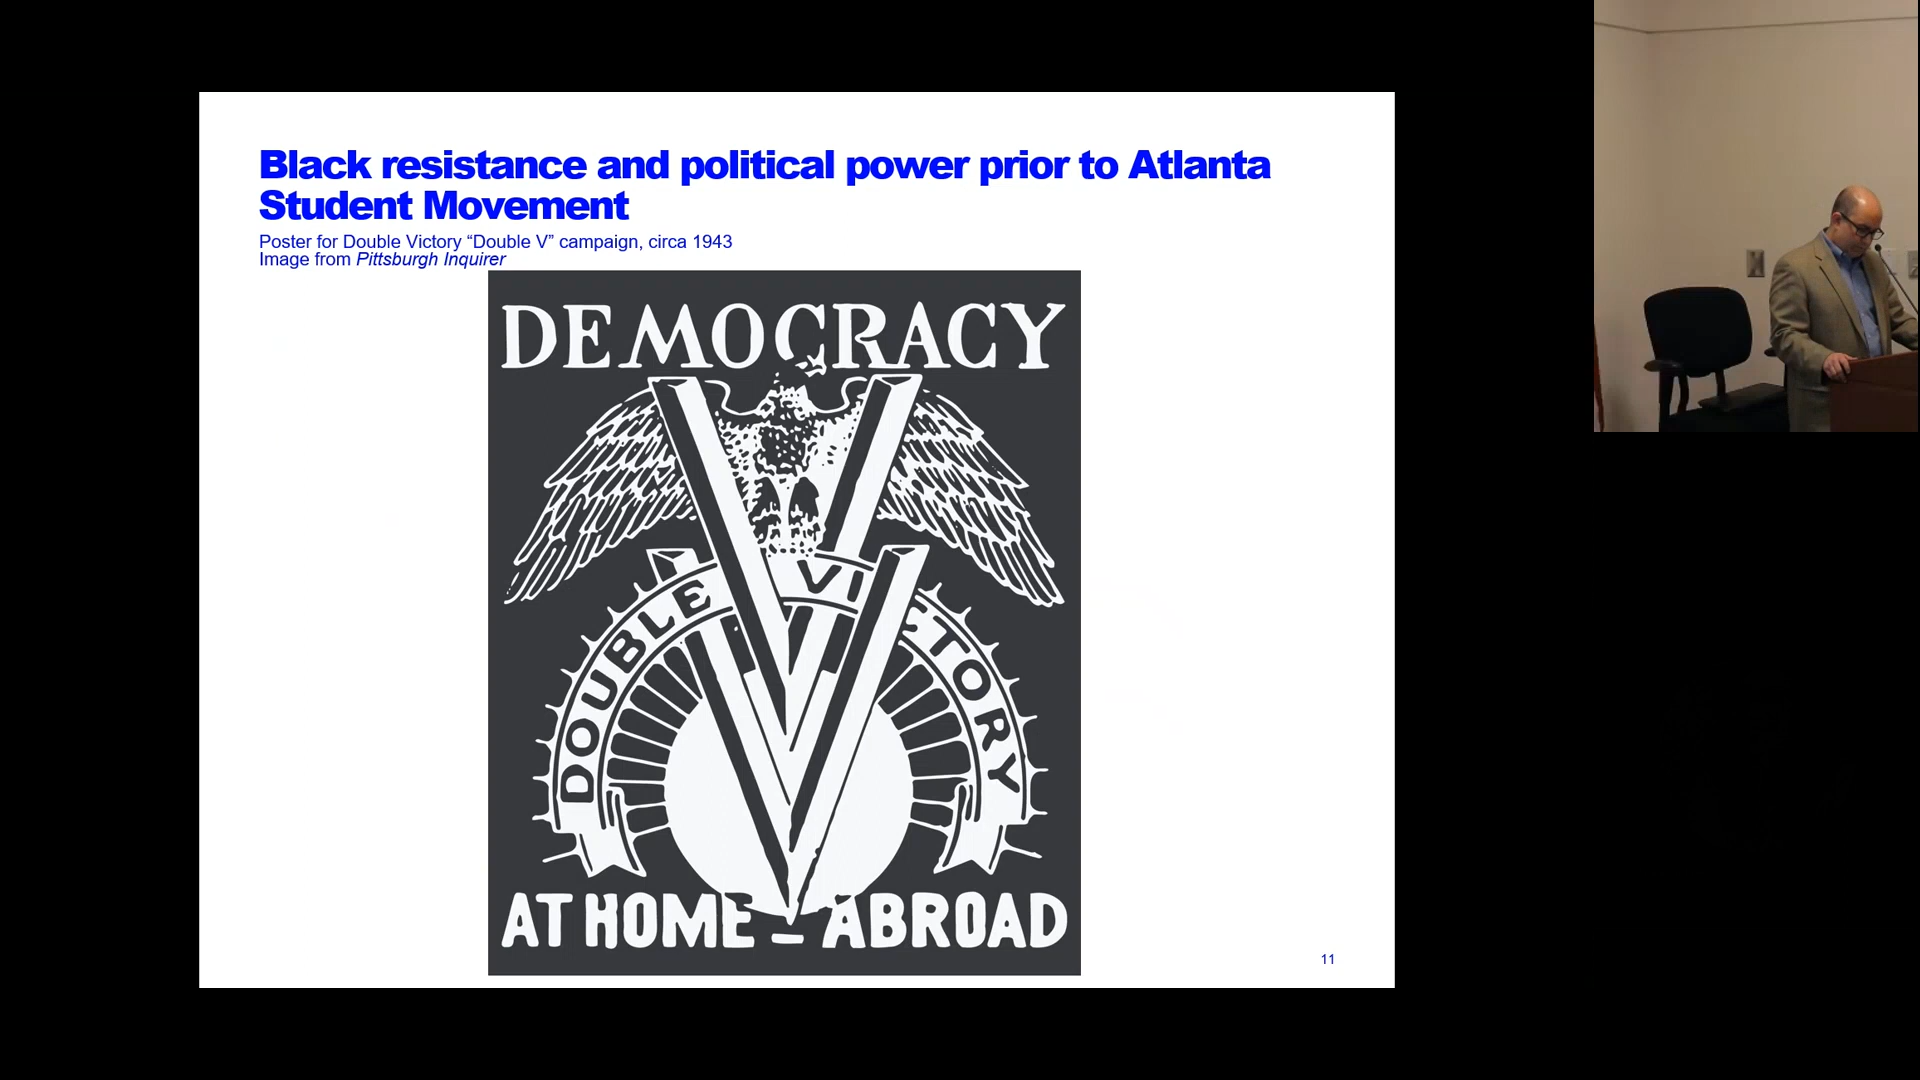 Black resistance and political power prior to Atlanta
Student Movement
Poster for Double Victory “Double V” campaign, circa 1943
Image from Pittsburgh Inquirer
DEMOCRACY
DOUBLE VICTORY
AT HOME – ABROAD
11